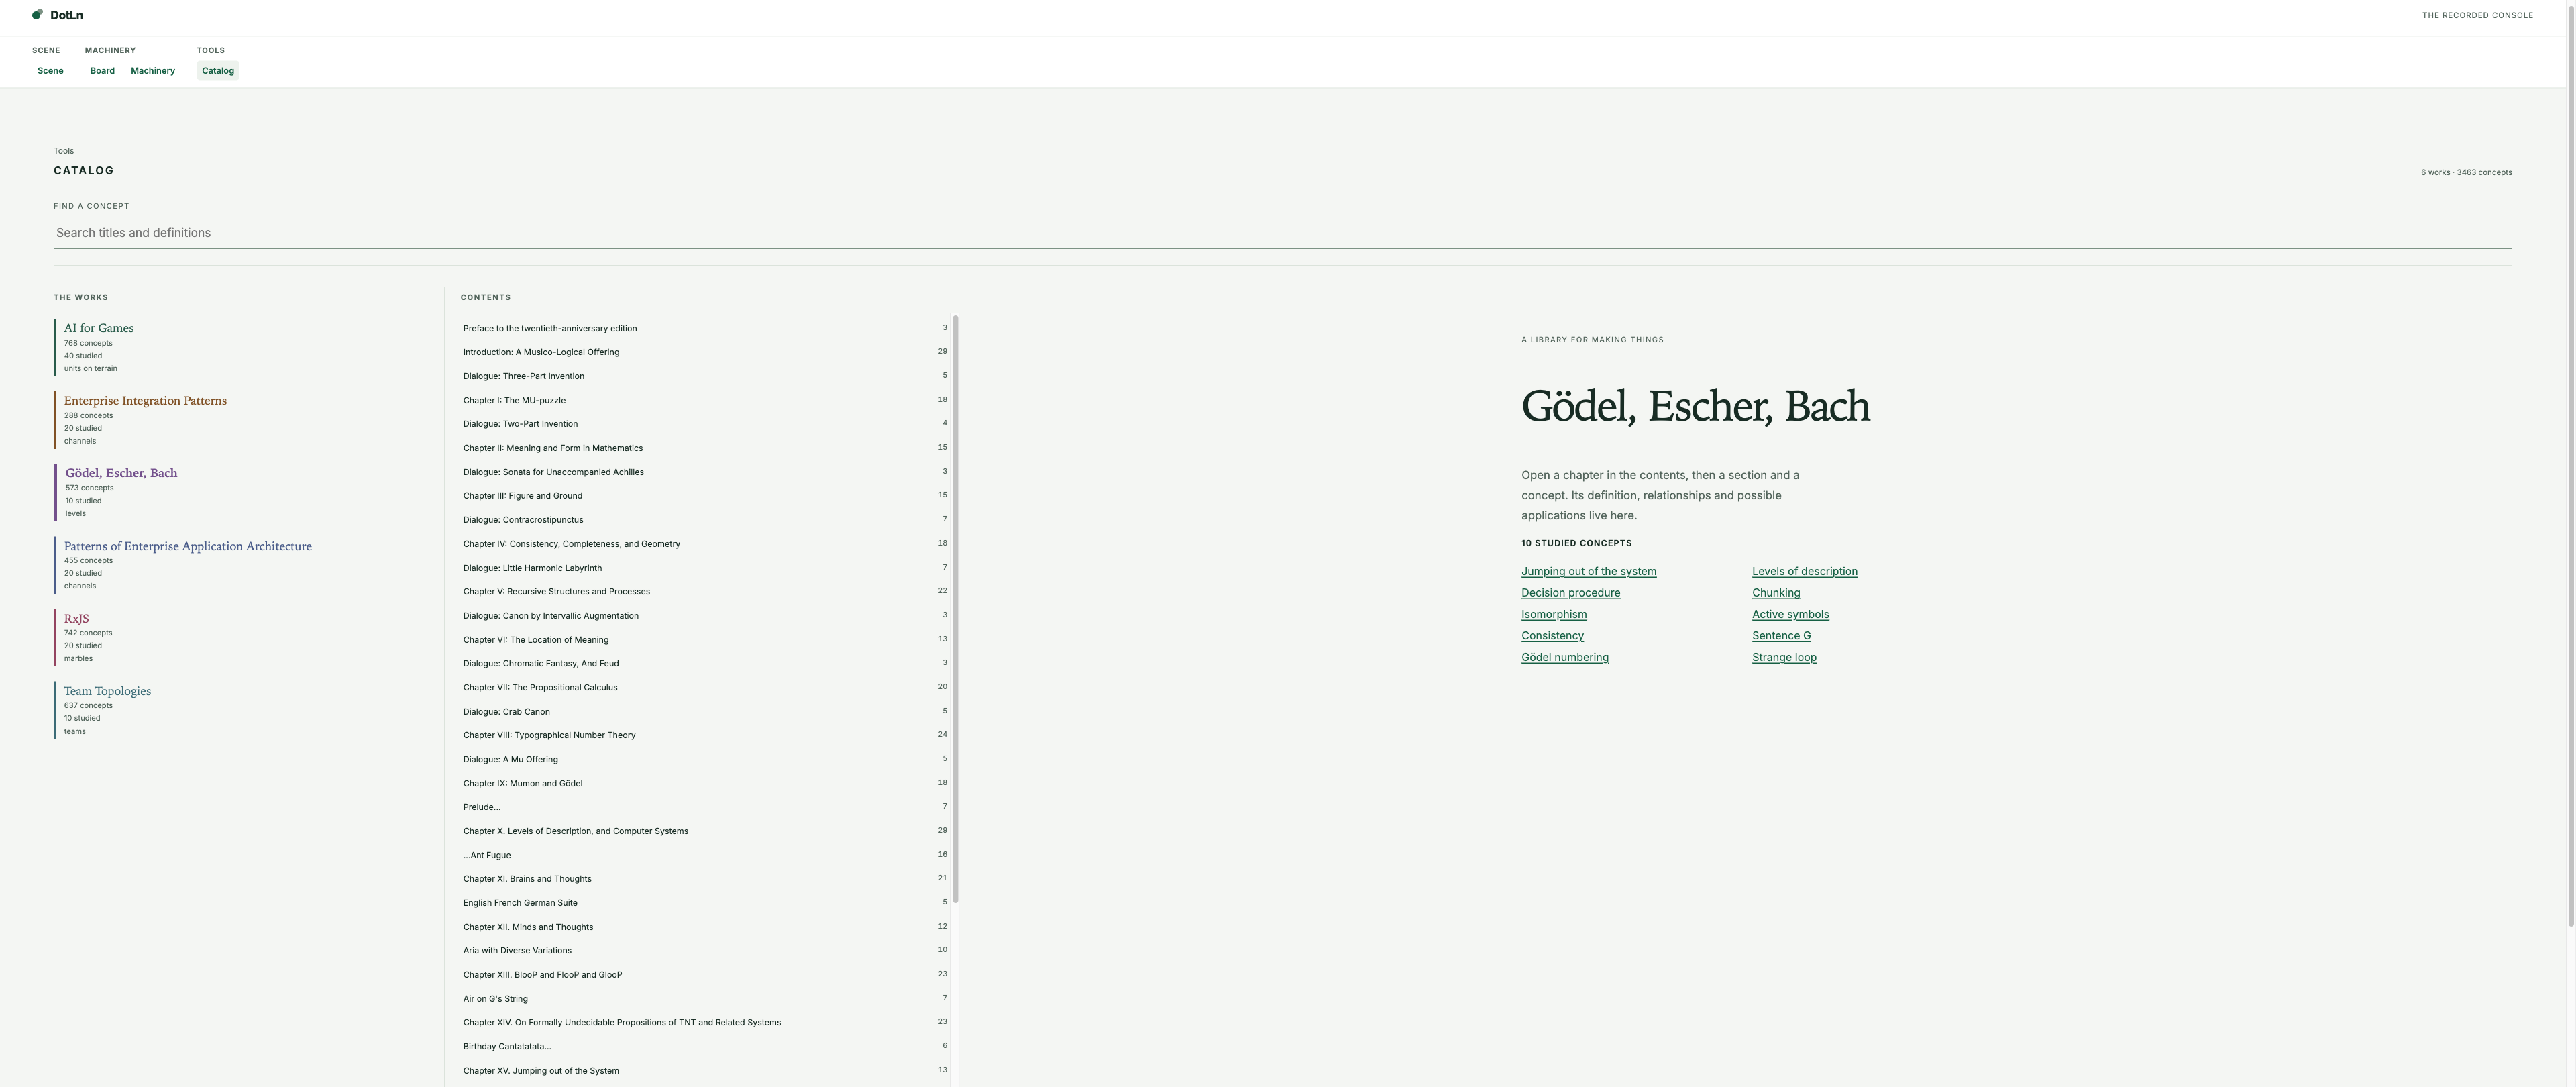 DotLn
THE RECORDED CONSOLE
SCENE
MACHINERY
TOOLS
Scene
Board
Machinery
Catalog
Tools
CATALOG
6 works · 3463 concepts
FIND A CONCEPT
Search titles and definitions
THE WORKS
AI for Games
768 concepts
40 studied
units on terrain
Enterprise Integration Patterns
288 concepts
20 studied
channels
Gödel, Escher, Bach
573 concepts
10 studied
levels
Patterns of Enterprise Application Architecture
455 concepts
20 studied
channels
RxJS
742 concepts
20 studied
marbles
Team Topologies
637 concepts
10 studied
teams
CONTENTS
Preface to the twentieth-anniversary edition 3
Introduction: A Musico-Logical Offering 29
Dialogue: Three-Part Invention 5
Chapter I: The MU-puzzle 18
Dialogue: Two-Part Invention 4
Chapter II: Meaning and Form in Mathematics 15
Dialogue: Sonata for Unaccompanied Achilles 3
Chapter III: Figure and Ground 15
Dialogue: Contracrostipunctus 7
Chapter IV: Consistency, Completeness, and Geometry 18
Dialogue: Little Harmonic Labyrinth 7
Chapter V: Recursive Structures and Processes 22
Dialogue: Canon by Intervallic Augmentation 3
Chapter VI: The Location of Meaning 13
Dialogue: Chromatic Fantasy, And Feud 3
Chapter VII: The Propositional Calculus 20
Dialogue: Crab Canon 5
Chapter VIII: Typographical Number Theory 24
Dialogue: A Mu Offering 5
Chapter IX: Mumon and Gödel 18
Prelude... 7
Chapter X. Levels of Description, and Computer Systems 29
...Ant Fugue 16
Chapter XI. Brains and Thoughts 21
English French German Suite 5
Chapter XII. Minds and Thoughts 12
Aria with Diverse Variations 10
Chapter XIII. BlooP and FlooP and GlooP 23
Air on G's String 7
Chapter XIV. On Formally Undecidable Propositions of TNT and Related Systems 23
Birthday Cantatatata... 6
Chapter XV. Jumping out of the System 13
A LIBRARY FOR MAKING THINGS
Gödel, Escher, Bach
Open a chapter in the contents, then a section and a
concept. Its definition, relationships and possible
applications live here.
10 STUDIED CONCEPTS
Jumping out of the system
Levels of description
Decision procedure
Chunking
Isomorphism
Active symbols
Consistency
Sentence G
Gödel numbering
Strange loop